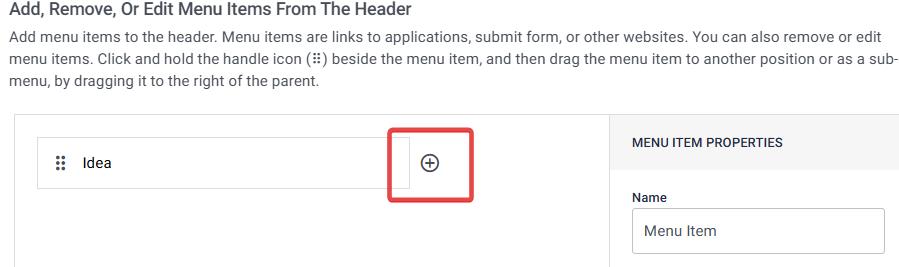 Add, Remove, Or Edit Menu Items From The Header
Add menu items to the header. Menu items are links to applications, submit form, or other websites. You can also remove or edit
menu items. Click and hold the handle icon (⠿) beside the menu item, and then drag the menu item to another position or as a sub-
menu, by dragging it to the right of the parent.
Idea
MENU ITEM PROPERTIES
Name
Menu Item